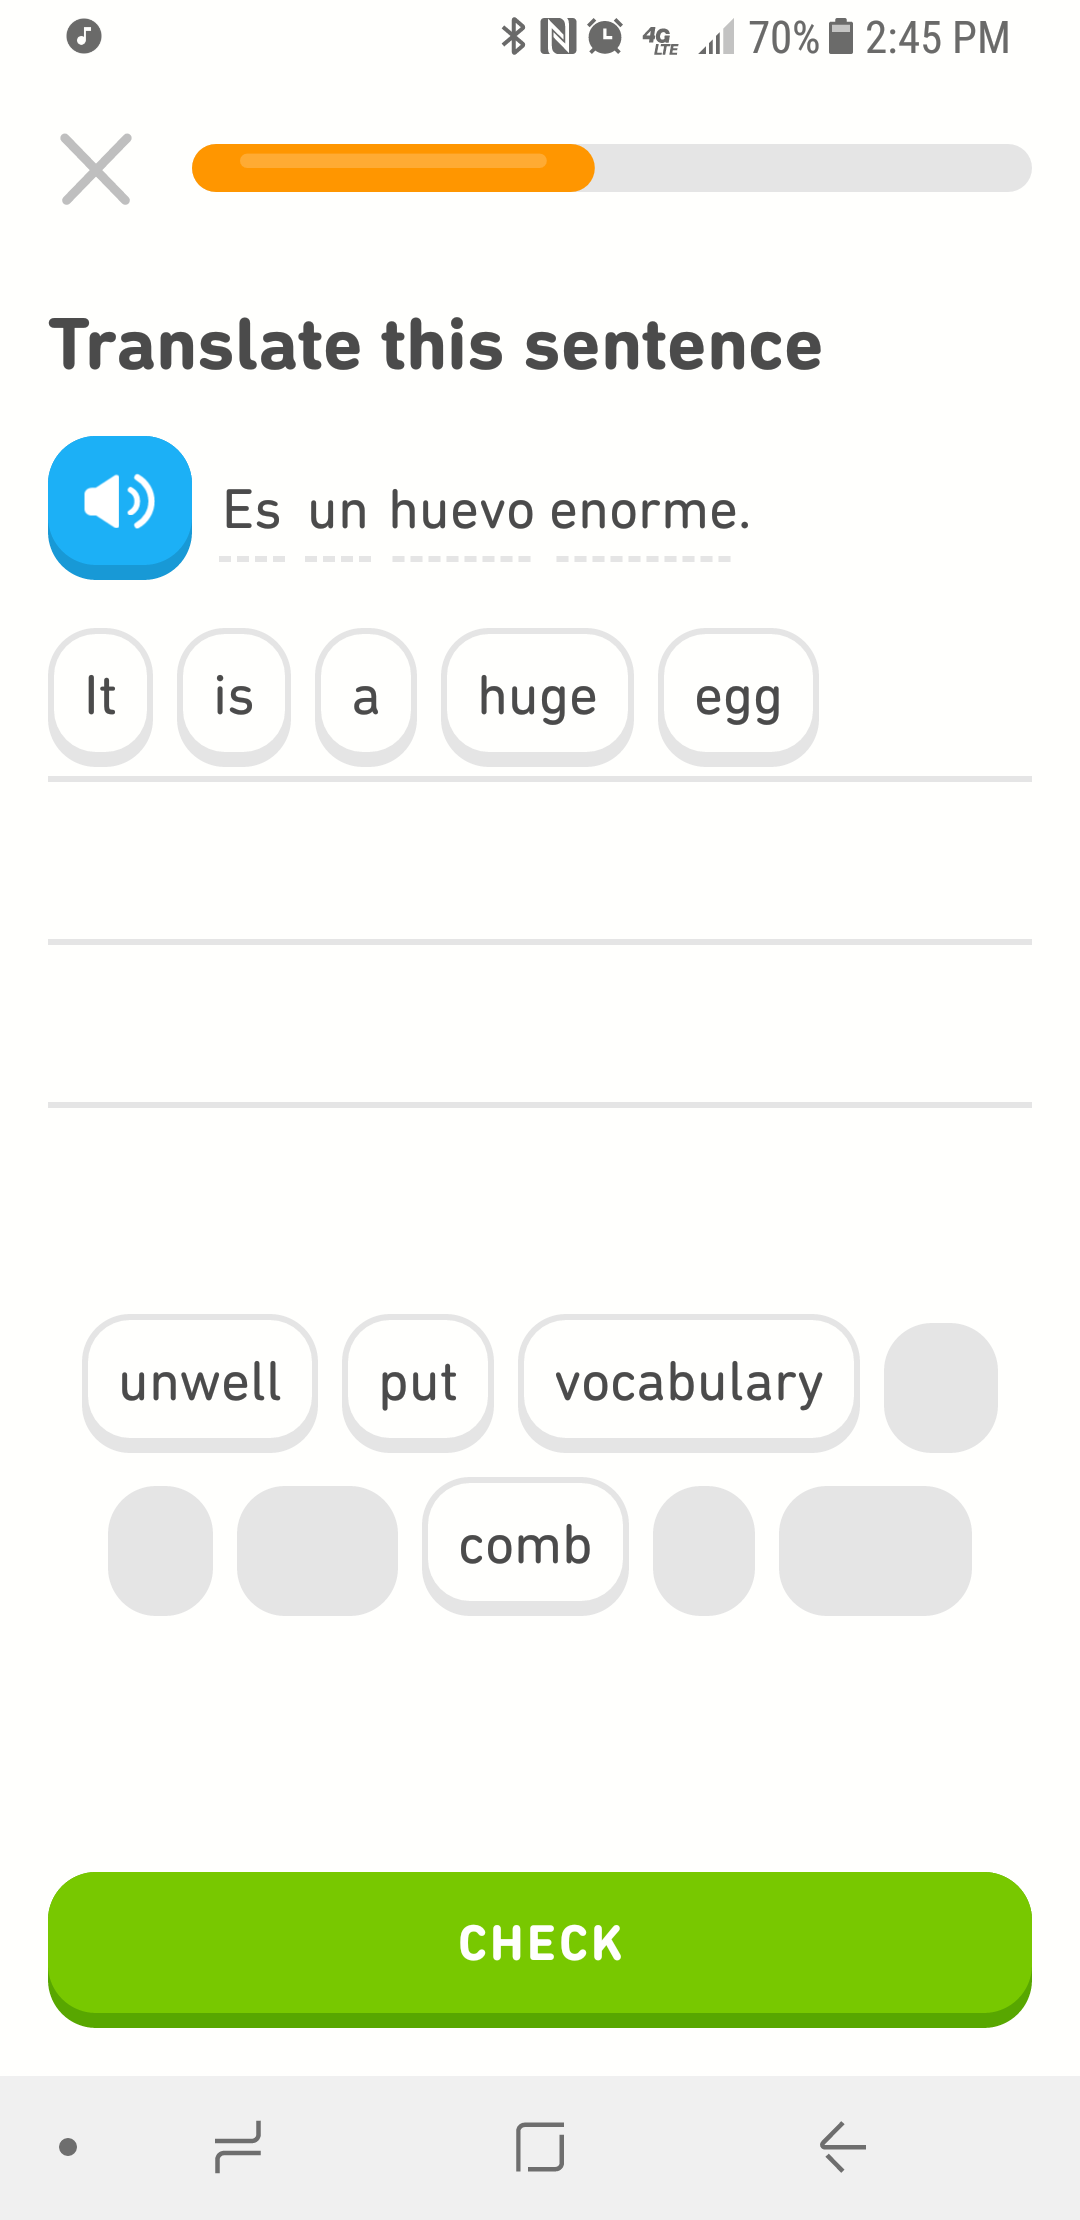 4G LTE 70% 2:45 PM
Translate this sentence
Es un huevo enorme.
It is a huge egg
unwell put vocabulary
comb
CHECK